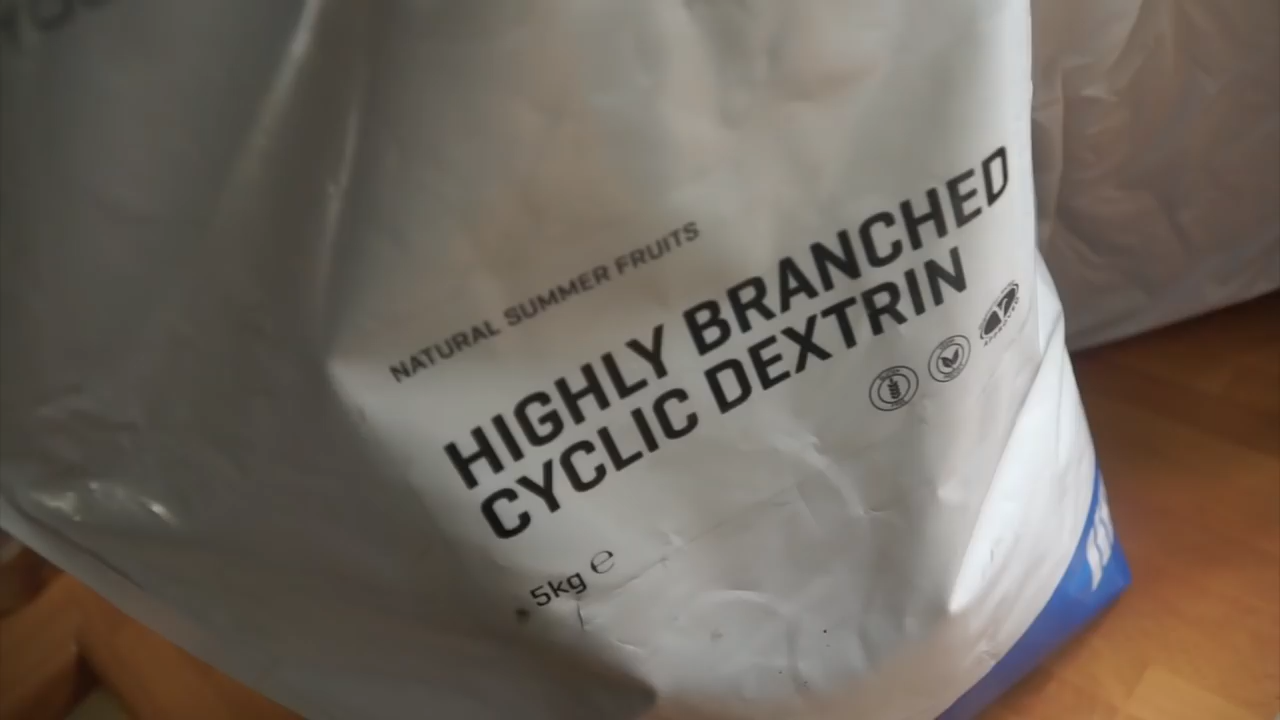 NATURAL SUMMER FRUITS
HIGHLY BRANCHED
CYCLIC DEXTRIN
5kg ℮